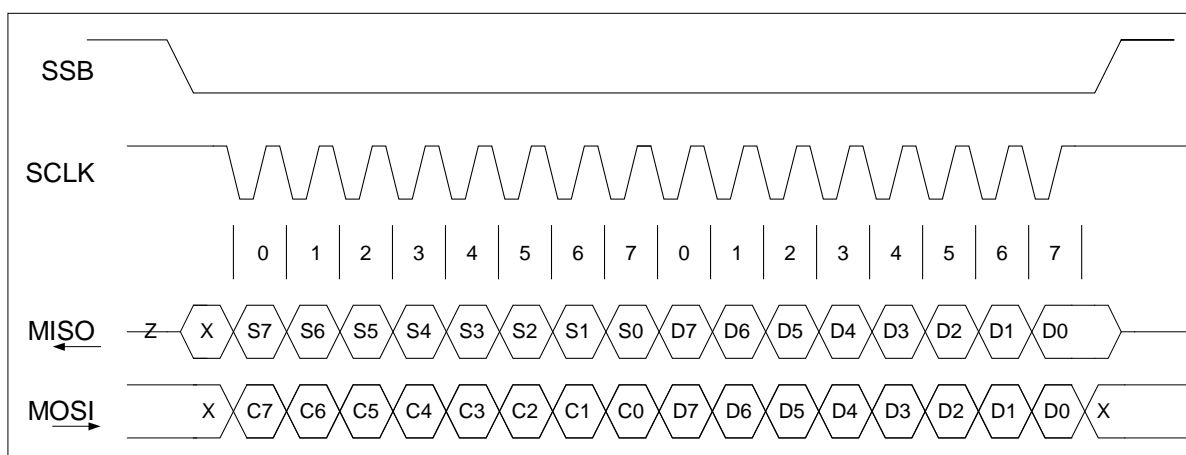 SSB
SCLK
0 1 2 3 4 5 6 7 0 1 2 3 4 5 6 7
MISO Z X S7 S6 S5 S4 S3 S2 S1 S0 D7 D6 D5 D4 D3 D2 D1 D0
MOSI X C7 C6 C5 C4 C3 C2 C1 C0 D7 D6 D5 D4 D3 D2 D1 D0 X